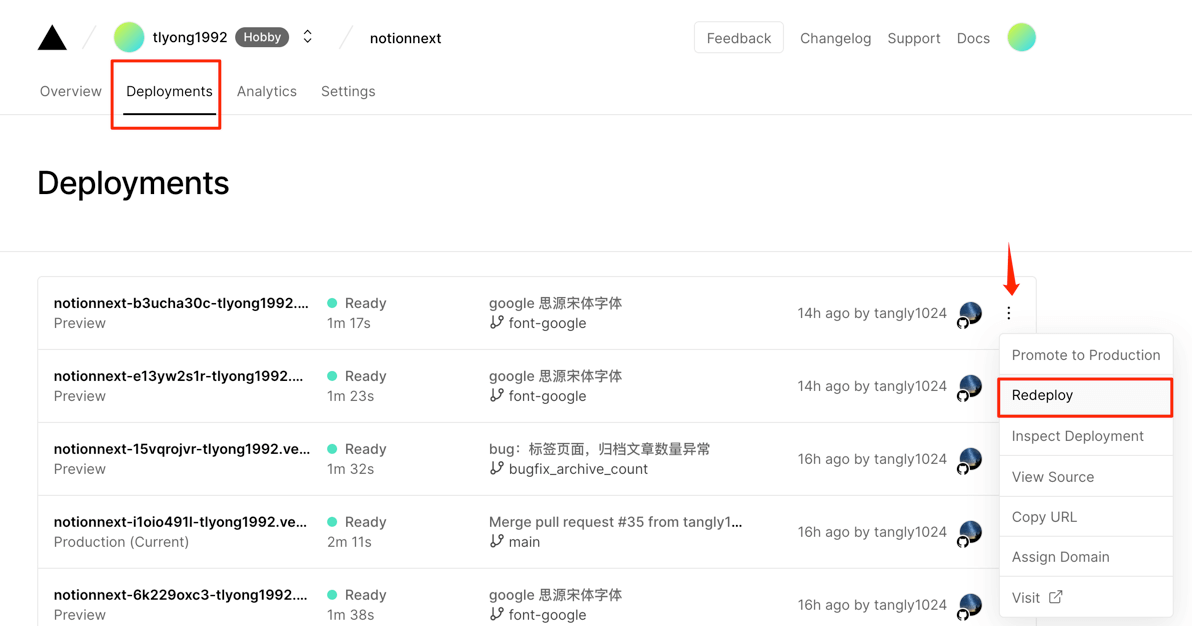 tlyong1992 Hobby notionnext Feedback Changelog Support Docs
Overview Deployments Analytics Settings
Deployments
notionnext-b3ucha30c-tlyong1992.... Ready google 思源宋体字体 14h ago by tangly1024
Preview 1m 17s font-google
Promote to Production
notionnext-e13yw2s1r-tlyong1992.... Ready google 思源宋体字体 14h ago by tangly1024
Preview 1m 23s font-google
Redeploy
Inspect Deployment
notionnext-15vqrojvr-tlyong1992.ve... Ready bug：标签页面，归档文章数量异常 16h ago by tangly1024
Preview 1m 32s bugfix_archive_count
View Source
Copy URL
notionnext-i1oio491l-tlyong1992.ve... Ready Merge pull request #35 from tangly1... 16h ago by tangly1024
Production (Current) 2m 11s main
Assign Domain
notionnext-6k229oxc3-tlyong1992.... Ready google 思源宋体字体 16h ago by tangly1024
Preview 1m 38s font-google
Visit